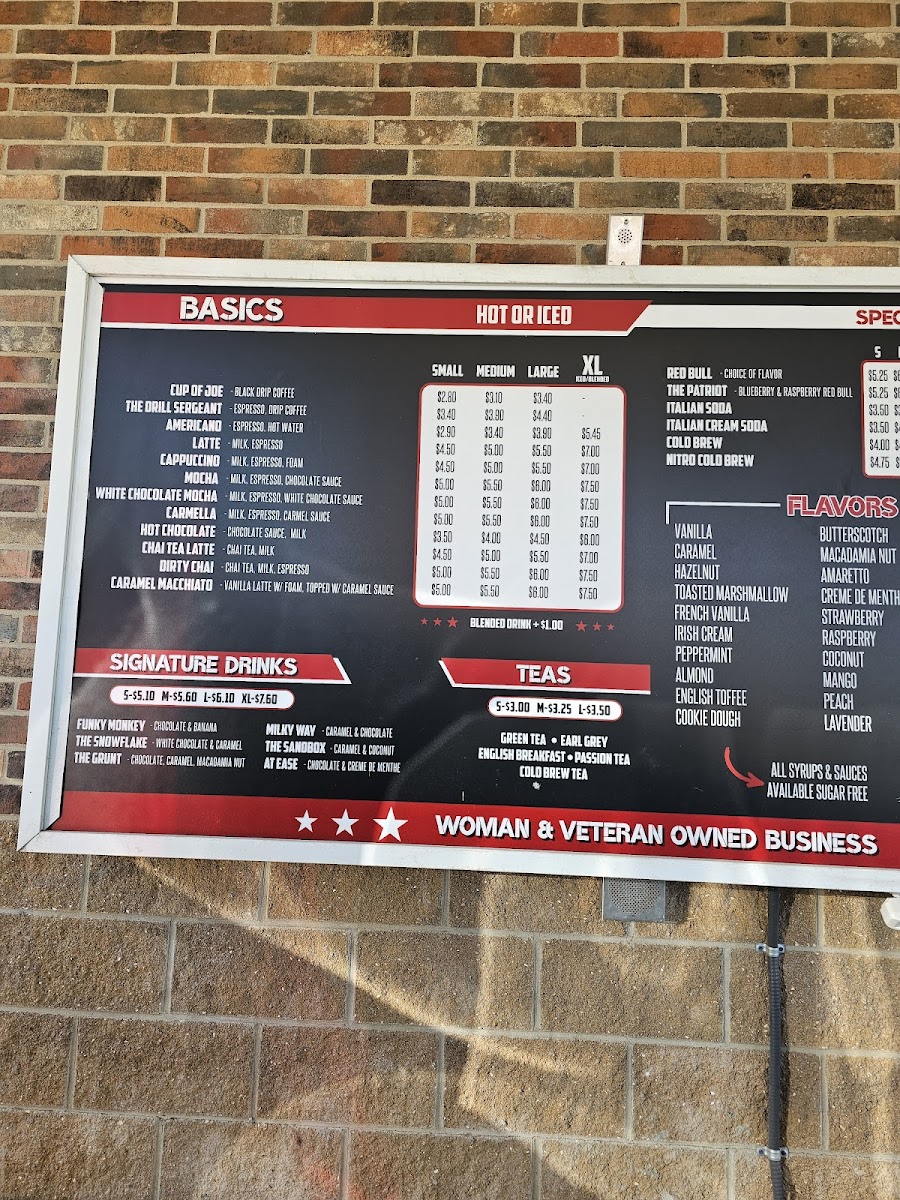 BASICS
HOT OR ICED
SMALL MEDIUM LARGE XL
ICED/BLENDED
CUP OF JOE - BLACK DRIP COFFEE $2.80 $3.10 $3.40 -
THE DRILL SERGEANT - ESPRESSO, DRIP COFFEE $3.40 $3.90 $4.40
AMERICANO - ESPRESSO, HOT WATER $2.90 $3.40 $3.90 $5.45
LATTE - MILK, ESPRESSO $4.50 $5.00 $5.50 $7.00
CAPPUCCINO - MILK, ESPRESSO, FOAM $4.50 $5.00 $5.50 $7.00
MOCHA - MILK, ESPRESSO, CHOCOLATE SAUCE $5.00 $5.50 $6.00 $7.50
WHITE CHOCOLATE MOCHA - MILK, ESPRESSO, WHITE CHOCOLATE SAUCE $5.00 $5.50 $6.00 $7.50
CARMELLA - MILK, ESPRESSO, CARMEL SAUCE $5.00 $5.50 $6.00 $7.50
HOT CHOCOLATE - CHOCOLATE SAUCE, MILK $3.50 $4.00 $4.50 $6.00
CHAI TEA LATTE - CHAI TEA, MILK $4.50 $5.00 $5.50 $7.00
DIRTY CHAI - CHAI TEA, MILK, ESPRESSO $5.00 $5.50 $6.00 $7.50
CARAMEL MACCHIATO - VANILLA LATTE W/ FOAM, TOPPED W/ CARAMEL SAUCE $5.00 $5.50 $6.00 $7.50
BLENDED DRINK + $1.00
SIGNATURE DRINKS
S-$5.10 M-$5.60 L-$6.10 XL-$7.60
FUNKY MONKEY - CHOCOLATE & BANANA
THE SNOWFLAKE - WHITE CHOCOLATE & CARAMEL
THE GRUNT - CHOCOLATE, CARAMEL, MACADAMIA NUT
MILKY WAY - CARAMEL & CHOCOLATE
THE SANDBOX - CARAMEL & COCONUT
AT EASE - CHOCOLATE & CREME DE MENTHE
TEAS
S-$3.00 M-$3.25 L-$3.50
GREEN TEA • EARL GREY
ENGLISH BREAKFAST • PASSION TEA
COLD BREW TEA
SPEC
S
RED BULL - CHOICE OF FLAVOR $5.25
THE PATRIOT - BLUEBERRY & RASPBERRY RED BULL $5.25
ITALIAN SODA $3.50
ITALIAN CREAM SODA $3.50
COLD BREW $4.00
NITRO COLD BREW $4.75
FLAVORS
VANILLA
CARAMEL
HAZELNUT
TOASTED MARSHMALLOW
FRENCH VANILLA
IRISH CREAM
PEPPERMINT
ALMOND
ENGLISH TOFFEE
COOKIE DOUGH
BUTTERSCOTCH
MACADAMIA NUT
AMARETTO
CREME DE MENTH
STRAWBERRY
RASPBERRY
COCONUT
MANGO
PEACH
LAVENDER
ALL SYRUPS & SAUCES
AVAILABLE SUGAR FREE
WOMAN & VETERAN OWNED BUSINESS